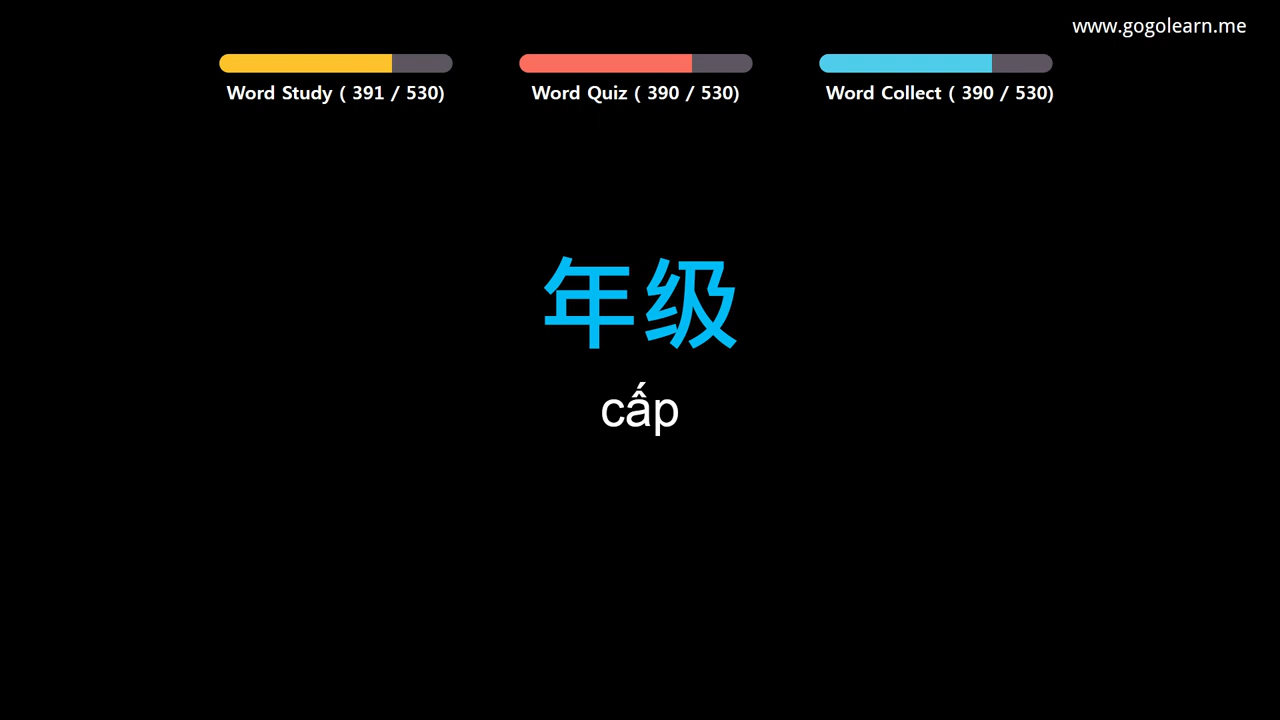 www.gogolearn.me
Word Study ( 391 / 530)
Word Quiz ( 390 / 530)
Word Collect ( 390 / 530)
年级
cấp